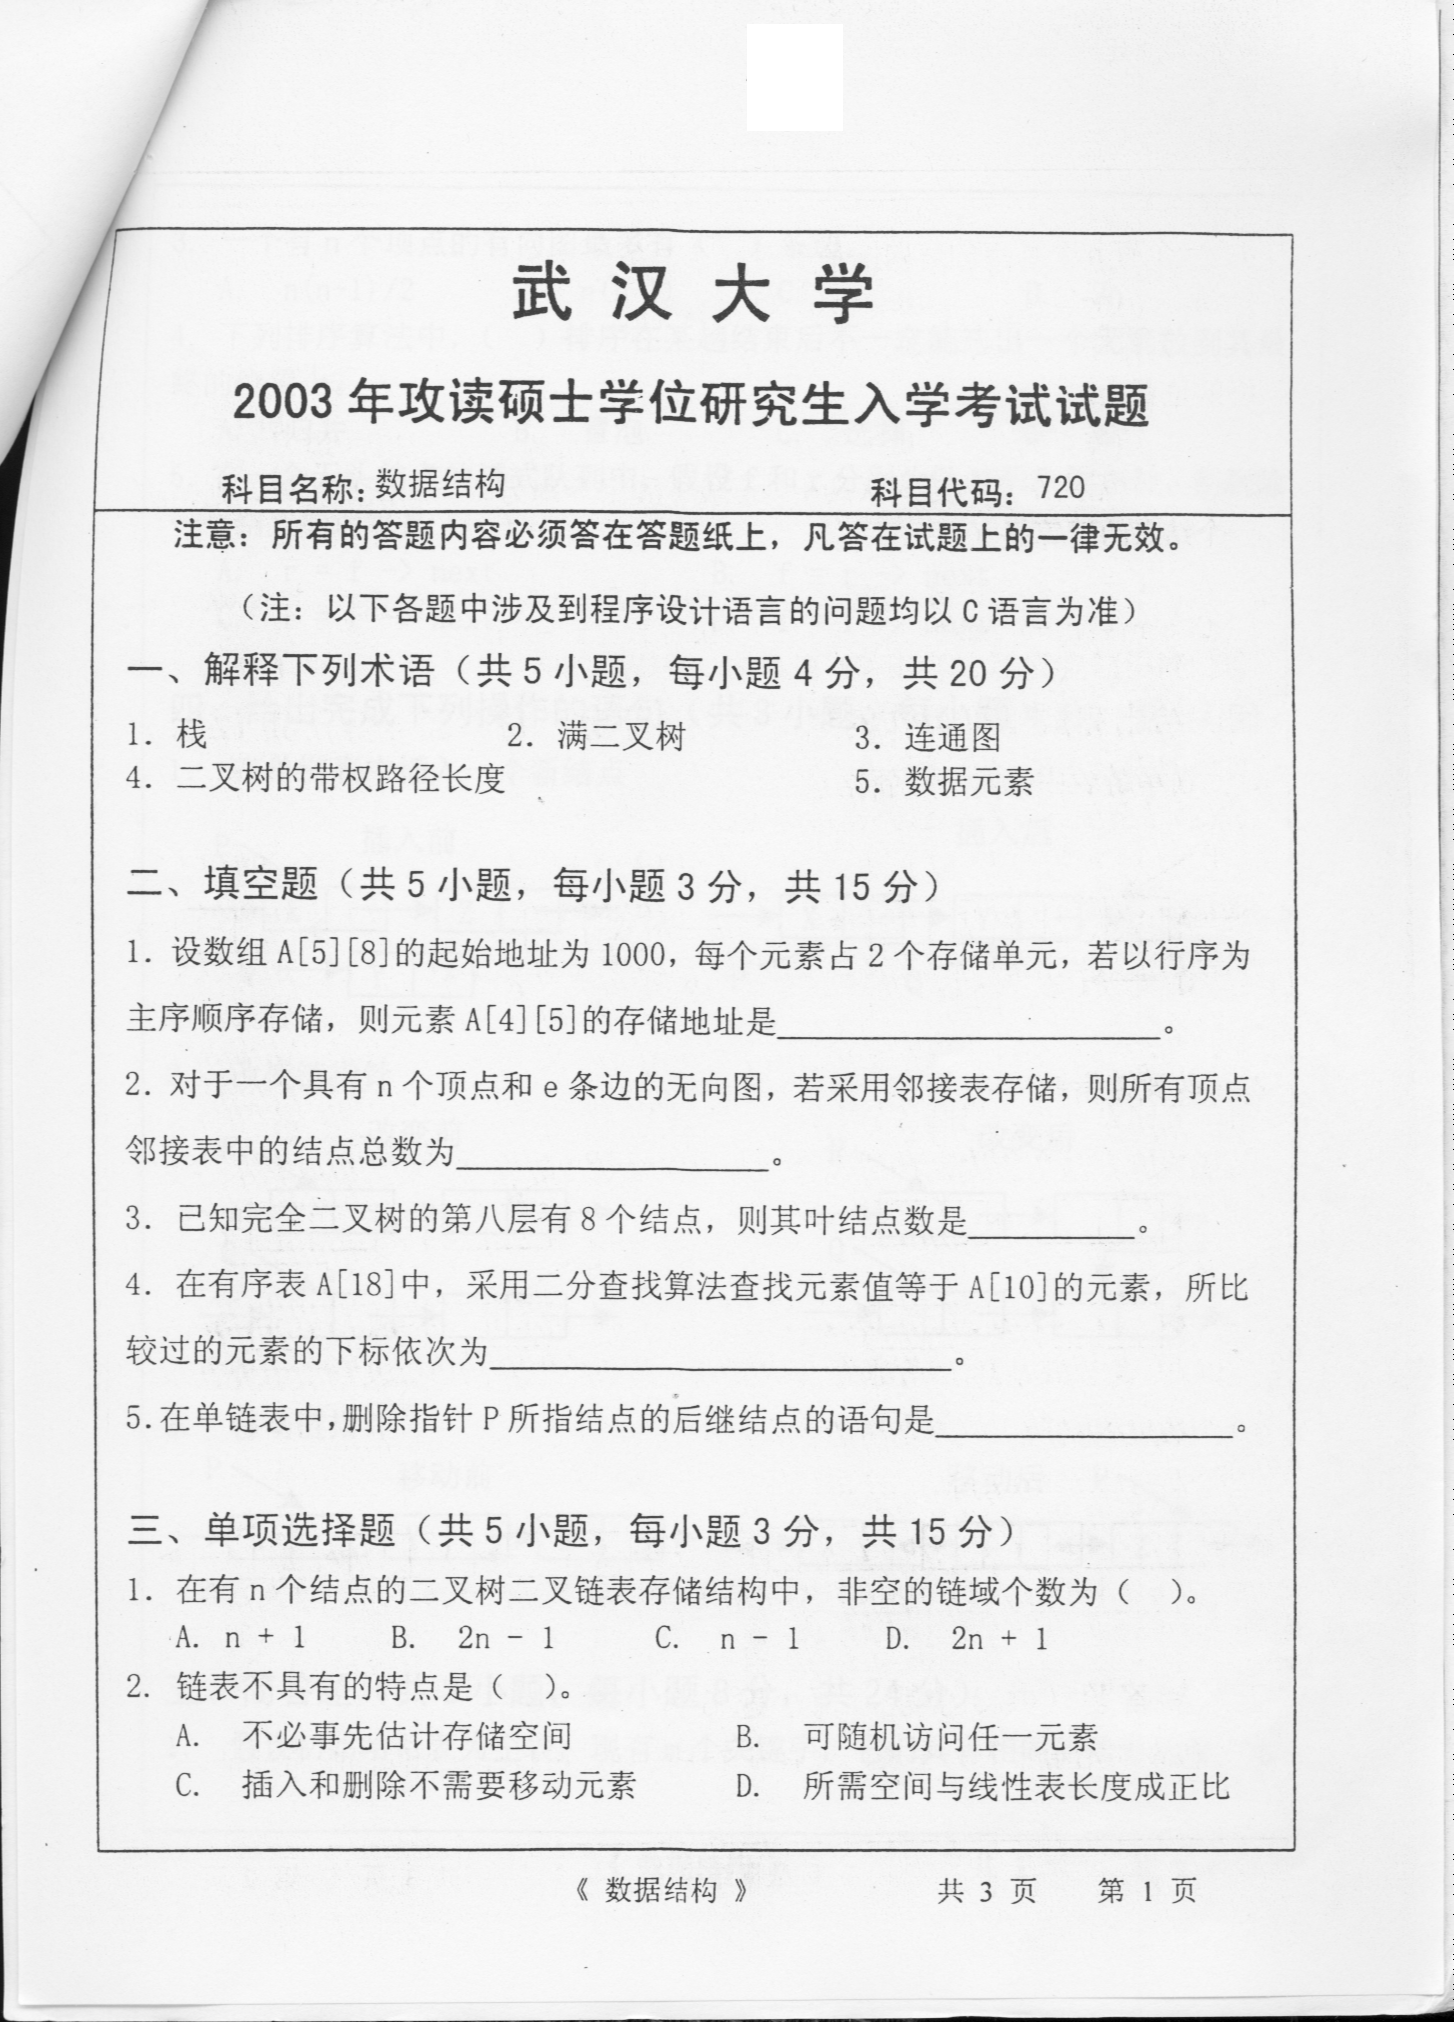 武汉大学
2003年攻读硕士学位研究生入学考试试题
科目名称：数据结构 科目代码：720
注意：所有的答题内容必须答在答题纸上，凡答在试题上的一律无效。
（注：以下各题中涉及到程序设计语言的问题均以C语言为准）
一、解释下列术语（共5小题，每小题4分，共20分）
1．栈 2．满二叉树 3．连通图
4．二叉树的带权路径长度 5．数据元素
二、填空题（共5小题，每小题3分，共15分）
1．设数组A[5][8]的起始地址为1000，每个元素占2个存储单元，若以行序为
主序顺序存储，则元素A[4][5]的存储地址是____________。
2．对于一个具有n个顶点和e条边的无向图，若采用邻接表存储，则所有顶点
邻接表中的结点总数为____________。
3．已知完全二叉树的第八层有8个结点，则其叶结点数是________。
4．在有序表A[18]中，采用二分查找算法查找元素值等于A[10]的元素，所比
较过的元素的下标依次为____________。
5.在单链表中，删除指针P所指结点的后继结点的语句是____________。
三、单项选择题（共5小题，每小题3分，共15分）
1．在有n个结点的二叉树二叉链表存储结构中，非空的链域个数为（ ）。
A. n + 1 B. 2n - 1 C. n - 1 D. 2n + 1
2．链表不具有的特点是（ ）。
A. 不必事先估计存储空间 B. 可随机访问任一元素
C. 插入和删除不需要移动元素 D. 所需空间与线性表长度成正比
《 数据结构 》 共 3 页 第 1 页